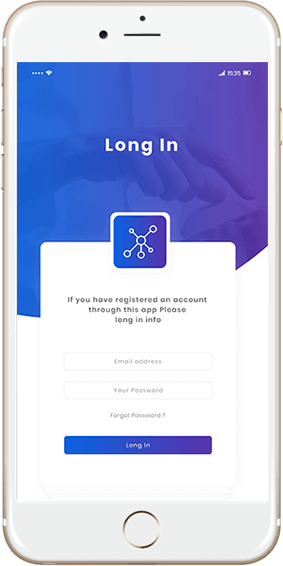 15:35
Long In
If you have registered an account
through this app Please
long in info
Email address
Your Password
Forgot Password ?
Long In